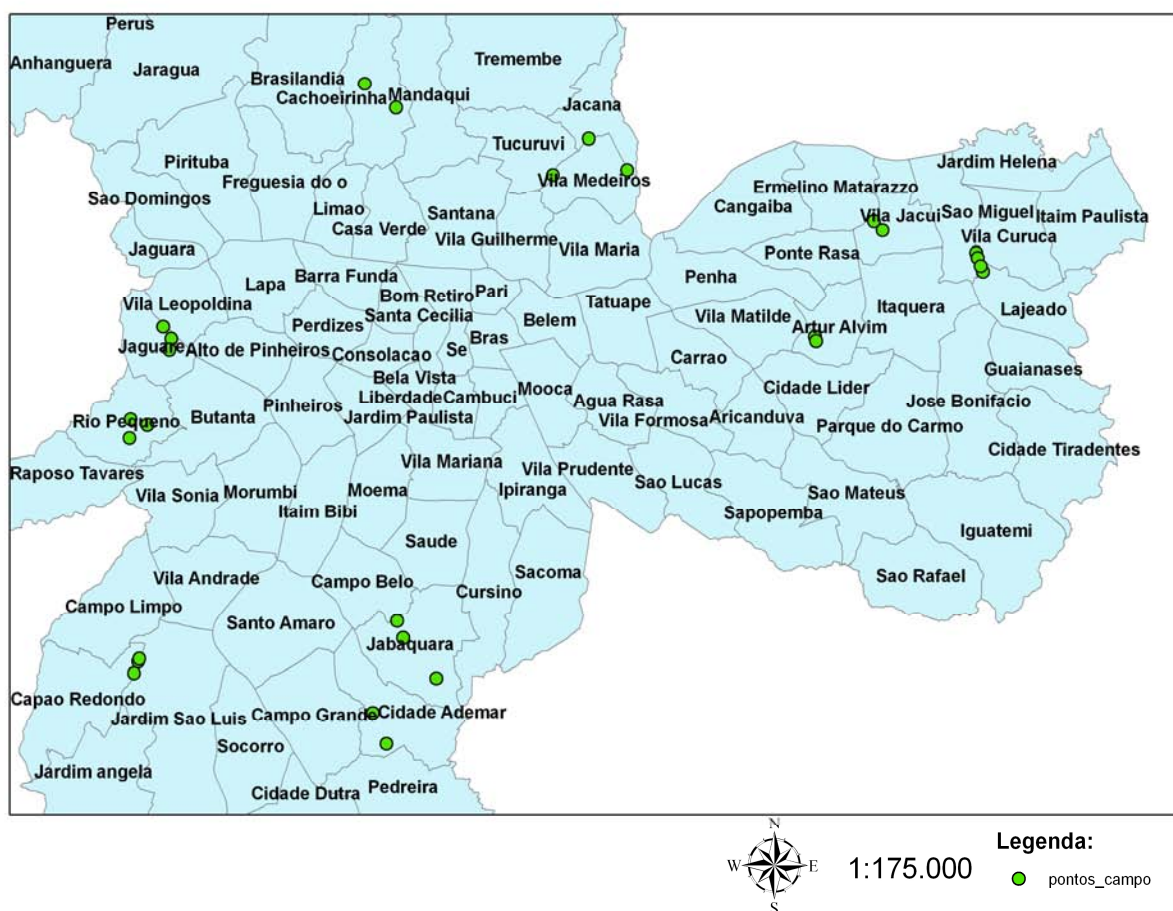 Perus
Anhanguera
Jaragua
Tremembe
Brasilandia
Cachoeirinha
Mandaqui
Jacana
Tucuruvi
Pirituba
Jardim Helena
Freguesia do o
Vila Medeiros
Ermelino Matarazzo
Sao Domingos
Limao
Santana
Cangaiba
Vila Jacui
Sao Miguel
Itaim Paulista
Casa Verde
Vila Guilherme
Vila Curuca
Jaguara
Vila Maria
Ponte Rasa
Lapa
Barra Funda
Penha
Vila Leopoldina
Bom Retiro
Pari
Tatuape
Itaquera
Lajeado
Santa Cecilia
Perdizes
Belem
Vila Matilde
Artur Alvim
Jaguare
Alto de Pinheiros
Consolacao
Se
Bras
Carrao
Guaianases
Bela Vista
Mooca
Cidade Lider
Liberdade
Cambuci
Agua Rasa
Jose Bonifacio
Rio Pequeno
Butanta
Pinheiros
Jardim Paulista
Vila Formosa
Aricanduva
Parque do Carmo
Cidade Tiradentes
Raposo Tavares
Vila Mariana
Vila Prudente
Vila Sonia
Morumbi
Moema
Ipiranga
Sao Lucas
Sao Mateus
Itaim Bibi
Sapopemba
Iguatemi
Saude
Vila Andrade
Campo Belo
Sacoma
Sao Rafael
Campo Limpo
Cursino
Santo Amaro
Jabaquara
Capao Redondo
Jardim Sao Luis
Campo Grande
Cidade Ademar
Socorro
Jardim angela
Cidade Dutra
Pedreira
N
W
E
S
1:175.000
Legenda:
pontos_campo